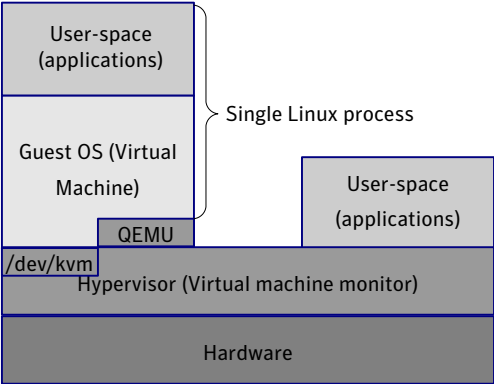 User-space
(applications)
Single Linux process
Guest OS (Virtual
Machine)
User-space
(applications)
QEMU
/dev/kvm
Hypervisor (Virtual machine monitor)
Hardware